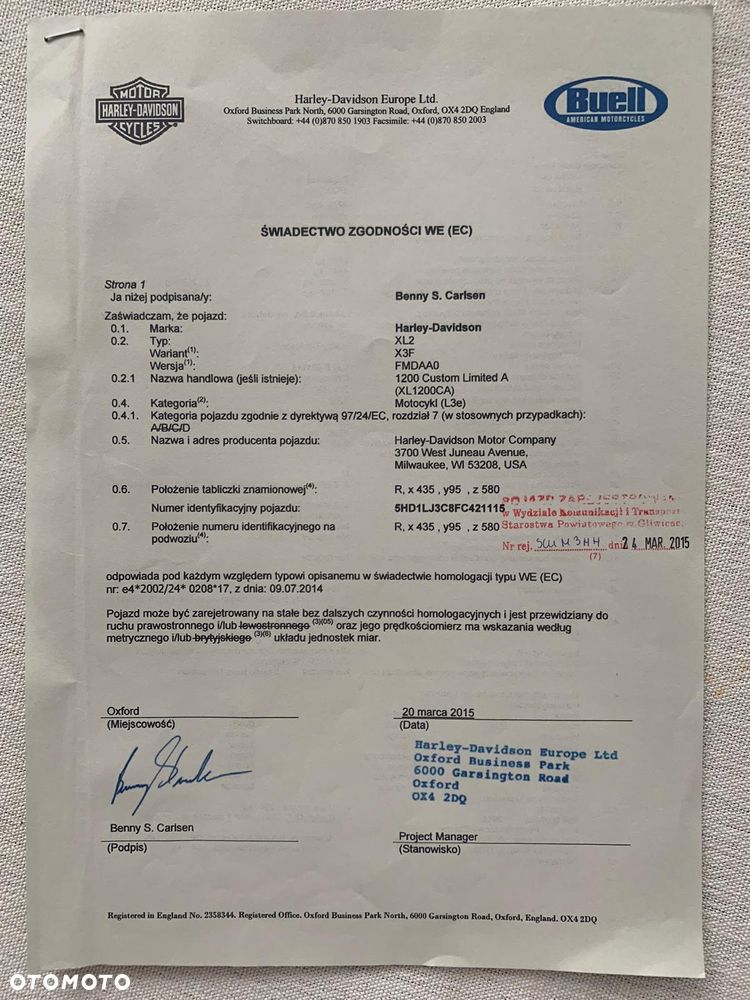 MOTOR
HARLEY-DAVIDSON
CYCLES
Harley-Davidson Europe Ltd.
Oxford Business Park North, 6000 Garsington Road, Oxford, OX4 2DQ England
Switchboard: +44 (0)870 850 1903 Facsimile: +44 (0)870 850 2003
Buell
AMERICAN MOTORCYCLES
ŚWIADECTWO ZGODNOŚCI WE (EC)
Strona 1
Ja niżej podpisana/y: Benny S. Carlsen
Zaświadczam, że pojazd:
0.1. Marka: Harley-Davidson
0.2. Typ: XL2
Wariant(1): X3F
Wersja(1): FMDAA0
0.2.1 Nazwa handlowa (jeśli istnieje): 1200 Custom Limited A
(XL1200CA)
0.4. Kategoria(2): Motocykl (L3e)
0.4.1. Kategoria pojazdu zgodnie z dyrektywą 97/24/EC, rozdział 7 (w stosownych przypadkach):
A/B/C/D
0.5. Nazwa i adres producenta pojazdu: Harley-Davidson Motor Company
3700 West Juneau Avenue,
Milwaukee, WI 53208, USA
0.6. Położenie tabliczki znamionowej(4): R, x 435 , y95 , z 580
Numer identyfikacyjny pojazdu: 5HD1LJ3C8FC421115
w Wydziale Komunikacji i Transportu
0.7. Położenie numeru identyfikacyjnego na R, x 435 , y95 , z 580
podwoziu(4):
Starostwa Powiatowego w Gliwicach
Nr rej. SGL M3H4 dnia 24 MAR. 2015
(7)
odpowiada pod każdym względem typowi opisanemu w świadectwie homologacji typu WE (EC)
nr: e4*2002/24* 0208*17, z dnia: 09.07.2014
Pojazd może być zarejetrowany na stałe bez dalszych czynności homologacyjnych i jest przewidziany do
ruchu prawostronnego i/lub lewostronnego (3)(05) oraz jego prędkościomierz ma wskazania według
metrycznego i/lub brytyjskiego (3)(6) układu jednostek miar.
Oxford 20 marca 2015
(Miejscowość) (Data)
Harley-Davidson Europe Ltd
Oxford Business Park
6000 Garsington Road
Oxford
OX4 2DQ
Benny S. Carlsen Project Manager
(Podpis) (Stanowisko)
Registered in England No. 2358344. Registered Office. Oxford Business Park North, 6000 Garsington Road, Oxford, England. OX4 2DQ
OTOMOTO